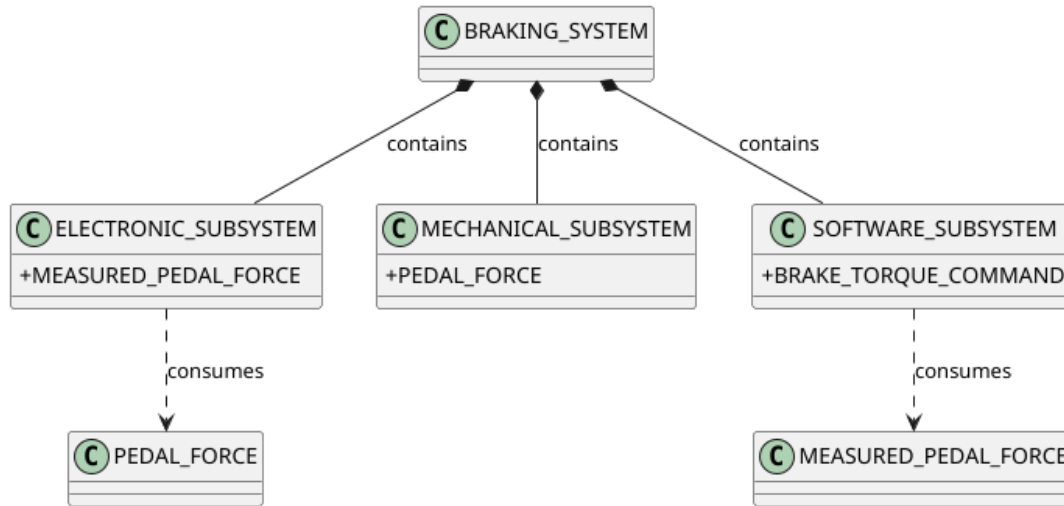 C BRAKING_SYSTEM
contains
contains
contains
C ELECTRONIC_SUBSYSTEM
+MEASURED_PEDAL_FORCE
C MECHANICAL_SUBSYSTEM
+PEDAL_FORCE
C SOFTWARE_SUBSYSTEM
+BRAKE_TORQUE_COMMAND
consumes
consumes
C PEDAL_FORCE
C MEASURED_PEDAL_FORCE